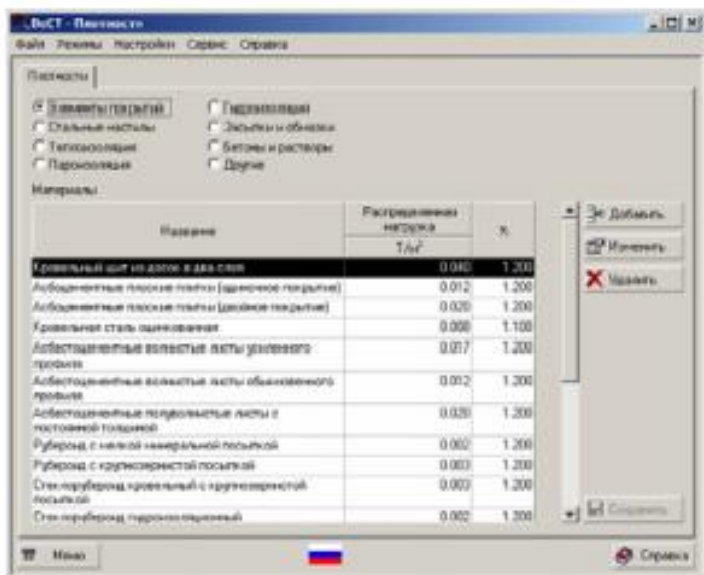 ВеСТ - Плотности
Файл Режимы Настройки Сервис Справка
Плотности
Элементы покрытий Гидроизоляция
Стальные настилы Засыпки и обмазки
Теплоизоляция Бетоны и растворы
Пароизоляция Другие
Материалы
Название
Распределенная
нагрузка
Т/м²
Добавить
Изменить
Удалить
Кровельный щит из досок в два слоя 0.040 1.200
Асбоцементные плоские плитки (одиночное покрытие) 0.012 1.200
Асбоцементные плоские плитки (двойное покрытие) 0.020 1.200
Кровельная сталь оцинкованная 0.008 1.100
Асбестоцементные волнистые листы усиленного 0.017 1.200
профиля
Асбестоцементные волнистые листы обыкновенного 0.012 1.200
профиля
Асбестоцементные полуволнистые листы с 0.020 1.200
постоянной толщиной
Рубероид с мелкой минеральной посыпкой 0.002 1.200
Рубероид с крупнозернистой посыпкой 0.003 1.200
Стеклорубероид кровельный с крупнозернистой 0.003 1.200
посыпкой
Стеклорубероид гидроизоляционный 0.002 1.200
Сохранить
Меню Справка